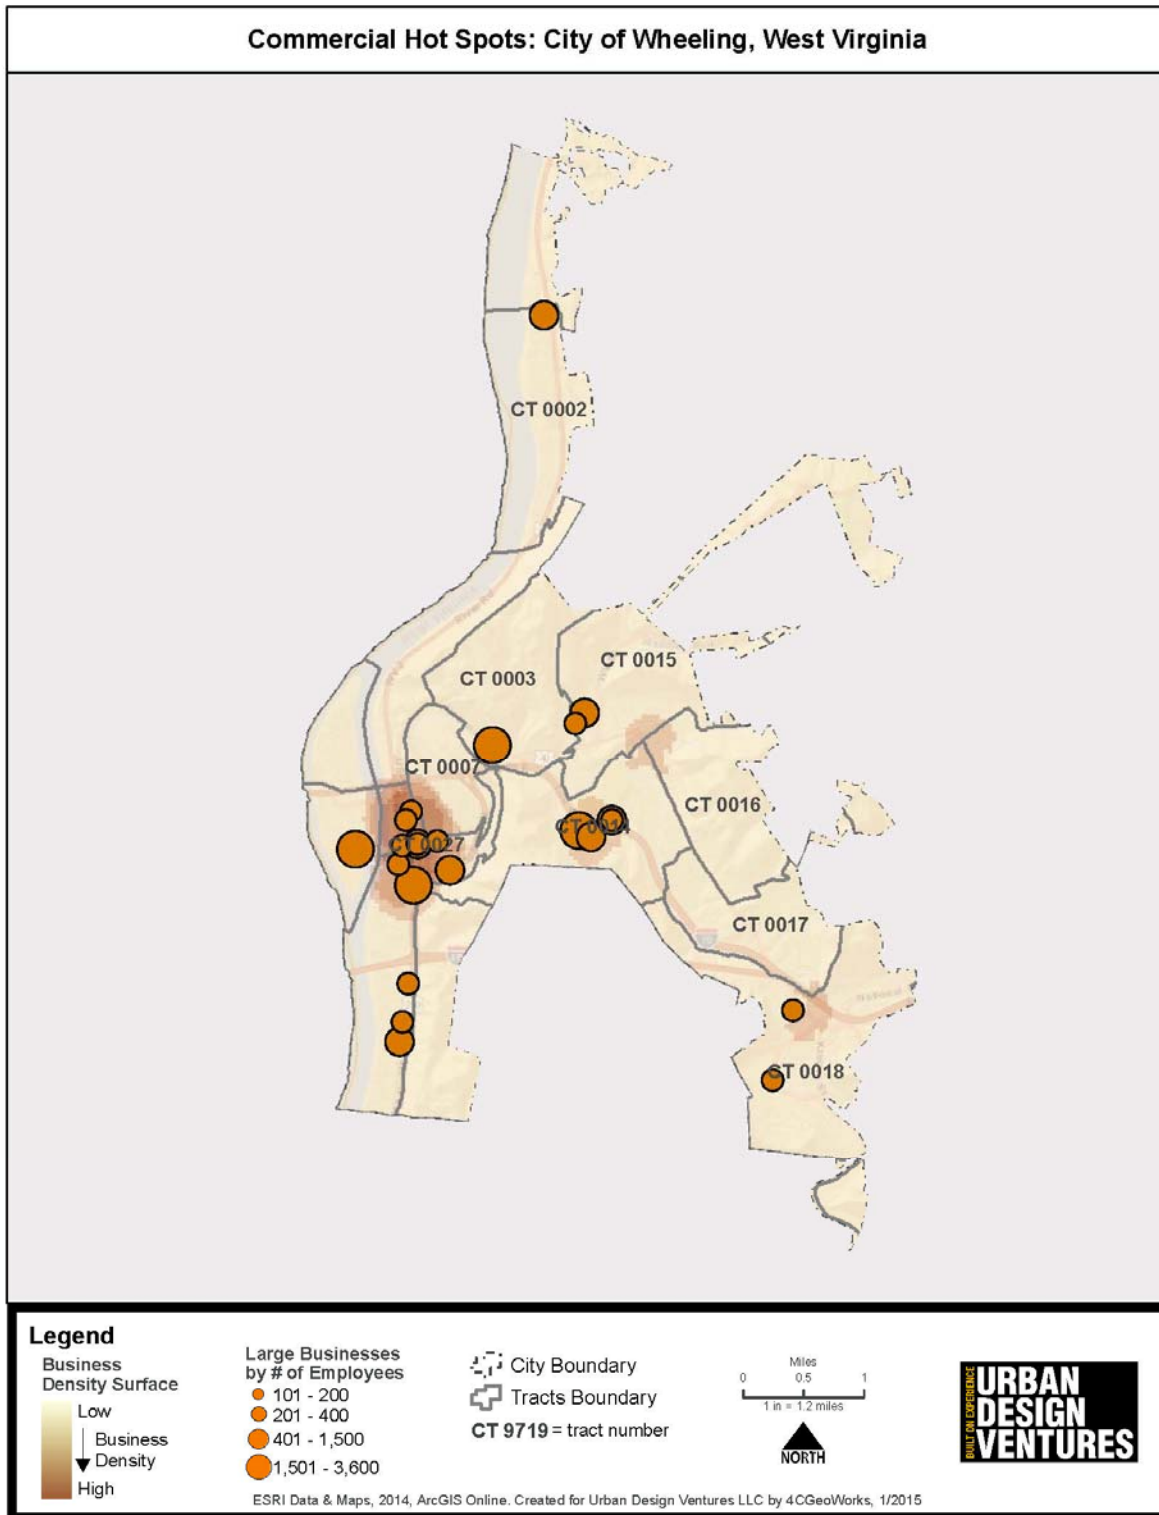 Commercial Hot Spots: City of Wheeling, West Virginia
CT 0002
CT 0015
CT 0003
CT 0007
CT 0016
CT 0014
CT 0027
CT 0017
CT 0018
Legend
Business
Density Surface
Low
Business
Density
High
Large Businesses
by # of Employees
101 - 200
201 - 400
401 - 1,500
1,501 - 3,600
City Boundary
Tracts Boundary
CT 9719 = tract number
Miles
0 0.5 1
1 in = 1.2 miles
NORTH
BUILT ON EXPERIENCE
URBAN
DESIGN
VENTURES
ESRI Data & Maps, 2014, ArcGIS Online. Created for Urban Design Ventures LLC by 4CGeoWorks, 1/2015